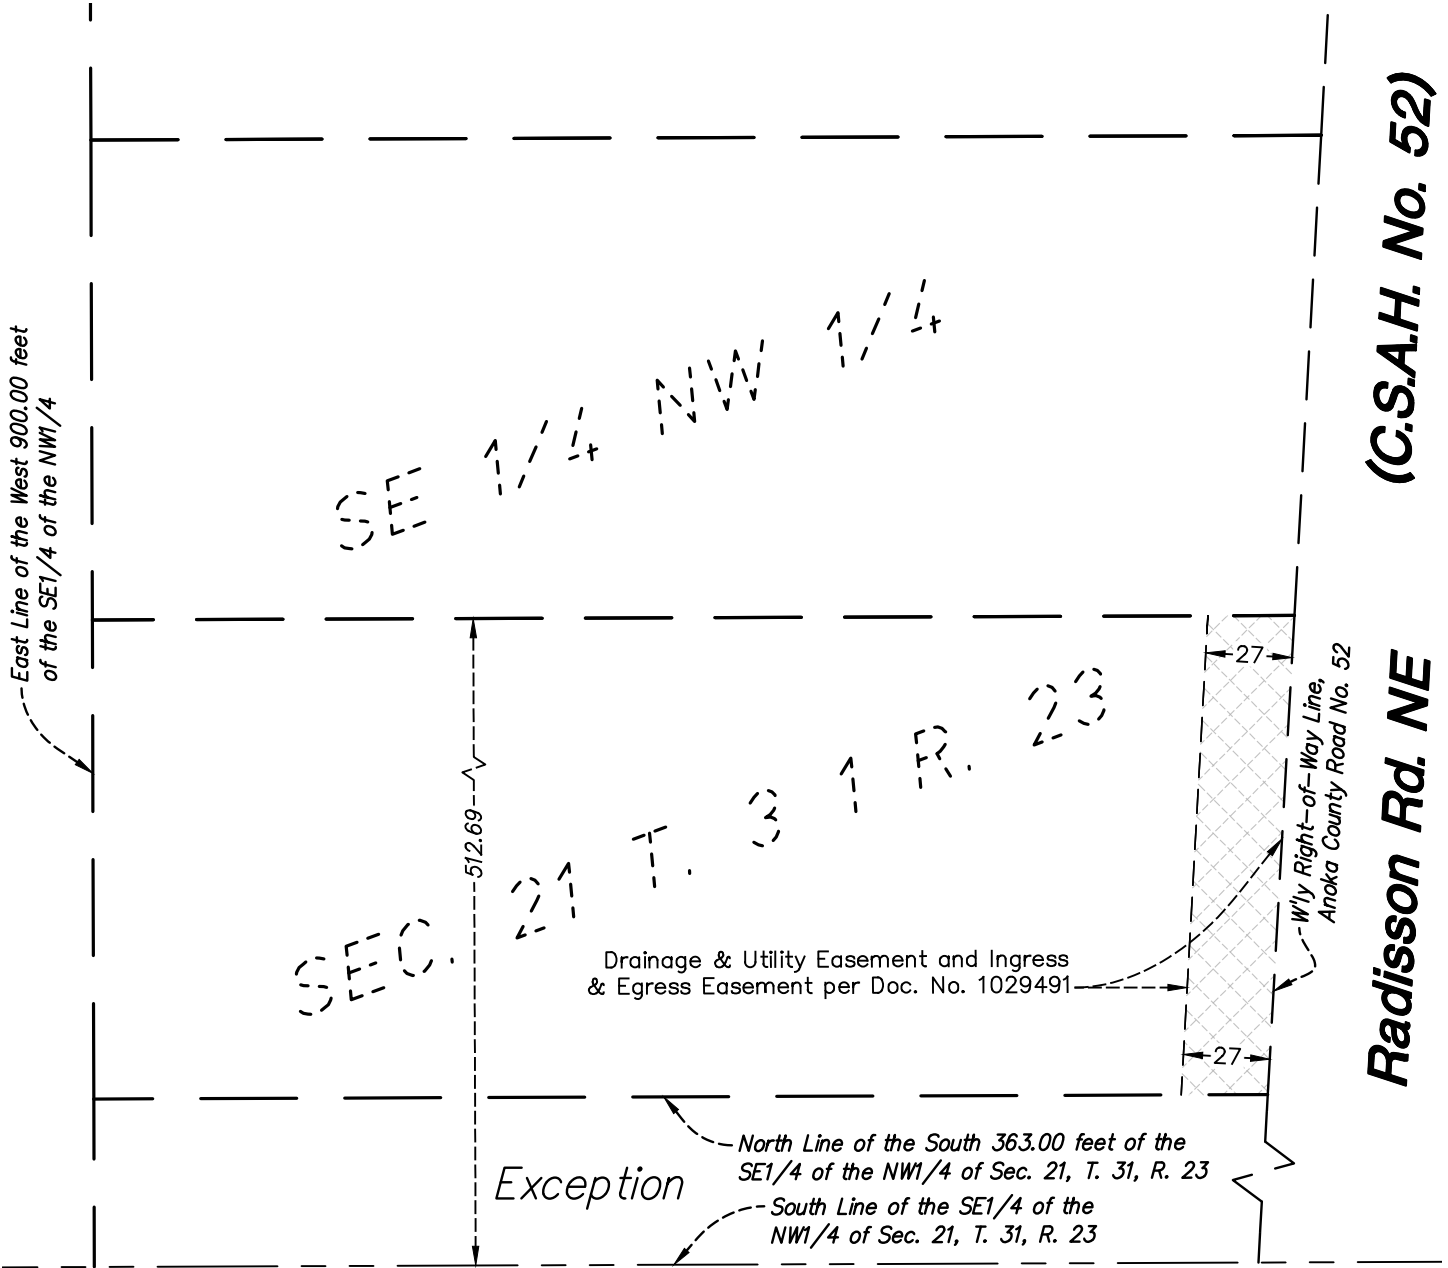 (C.S.A.H. No. 52)
SE 1/4 NW 1/4
East Line of the West 900.00 feet
of the SE1/4 of the NW1/4
27
SEC. 21 T. 31 R. 23
512.69
W'ly Right-of-Way Line,
Anoka County Road No. 52
Radisson Rd. NE
Drainage & Utility Easement and Ingress
& Egress Easement per Doc. No. 1029491
27
North Line of the South 363.00 feet of the
SE1/4 of the NW1/4 of Sec. 21, T. 31, R. 23
Exception
South Line of the SE1/4 of the
NW1/4 of Sec. 21, T. 31, R. 23